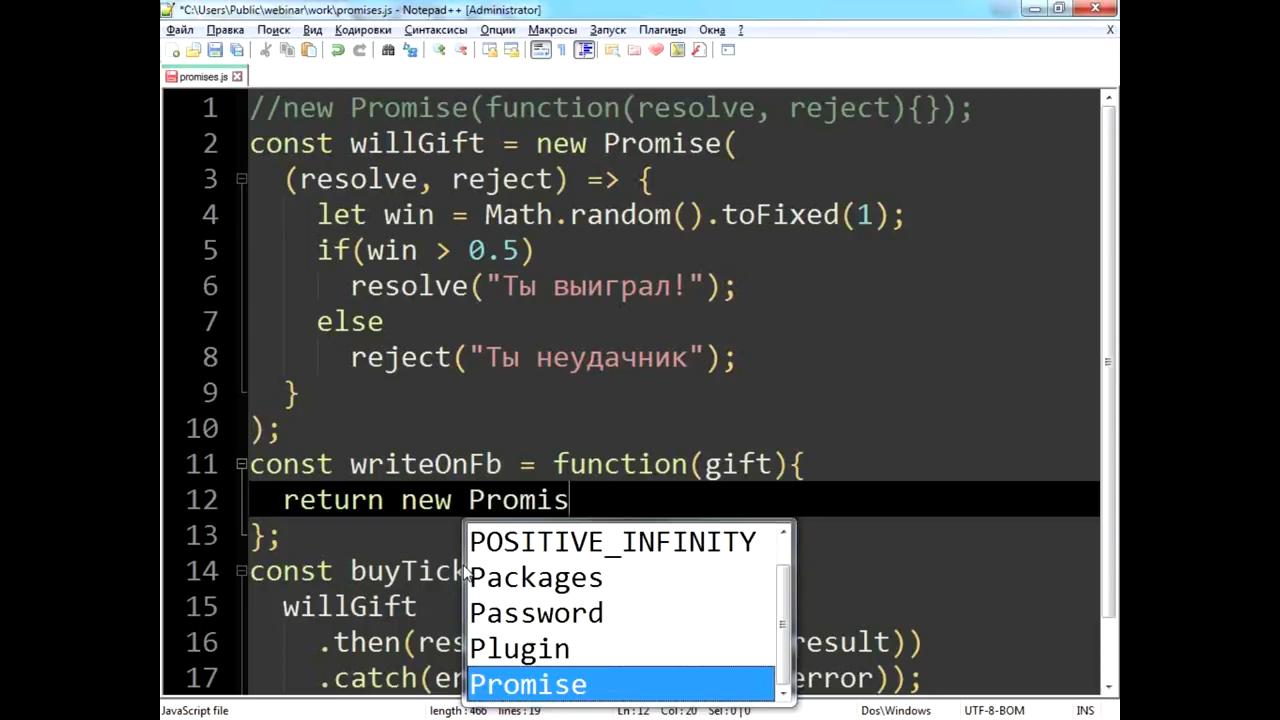 *C:\Users\Public\webinar\work\promises.js - Notepad++ [Administrator]
Файл Правка Поиск Вид Кодировки Синтаксисы Опции Макросы Запуск Плагины Окна ? X
promises.js
1 //new Promise(function(resolve, reject){});
2 const willGift = new Promise(
3 (resolve, reject) => {
4 let win = Math.random().toFixed(1);
5 if(win > 0.5)
6 resolve("Ты выиграл!");
7 else
8 reject("Ты неудачник");
9 }
10 );
11 const writeOnFb = function(gift){
12 return new Promis
13 };
POSITIVE_INFINITY
14 const buyTick
Packages
15 willGift
Password
16 .then(res
Plugin
result))
17 .catch(er
Promise
error));
JavaScript file length: 466 lines: 19 Ln:12 Col:20 Sel:0|0 Dos\Windows UTF-8-BOM INS